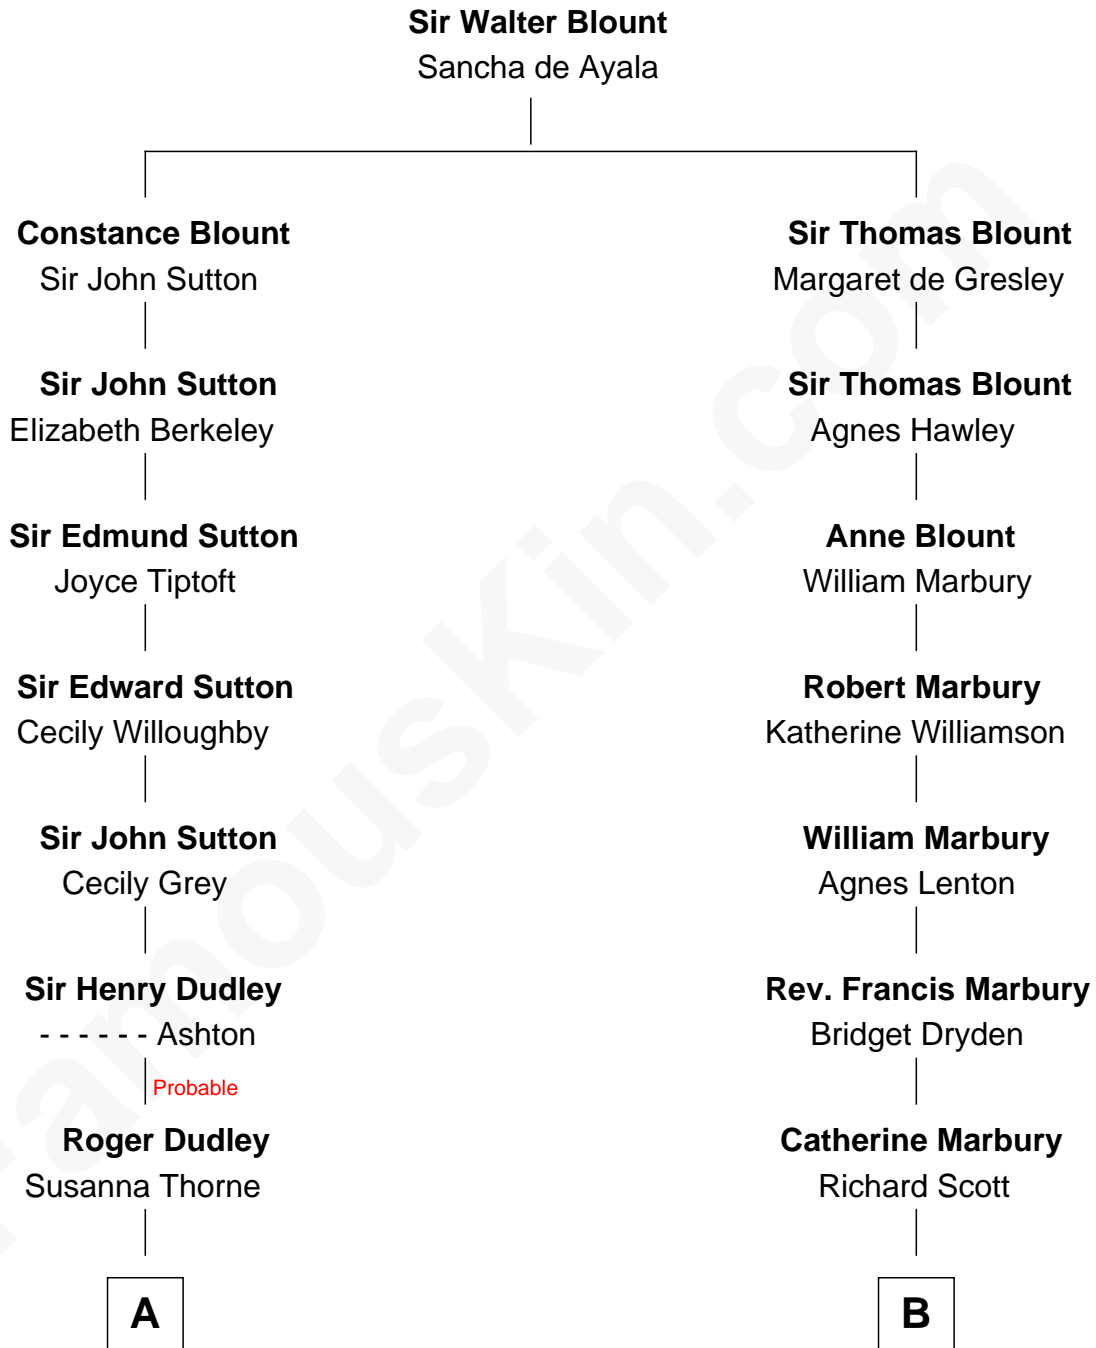 Sir Walter Blount
Sancha de Ayala
Constance Blount
Sir John Sutton
Sir Thomas Blount
Margaret de Gresley
Sir John Sutton
Elizabeth Berkeley
Sir Thomas Blount
Agnes Hawley
Sir Edmund Sutton
Joyce Tiptoft
Anne Blount
William Marbury
Sir Edward Sutton
Cecily Willoughby
Robert Marbury
Katherine Williamson
Sir John Sutton
Cecily Grey
William Marbury
Agnes Lenton
Sir Henry Dudley
- - - - - - Ashton
Rev. Francis Marbury
Bridget Dryden
Probable
Roger Dudley
Susanna Thorne
Catherine Marbury
Richard Scott
A
B
FamousKin.com